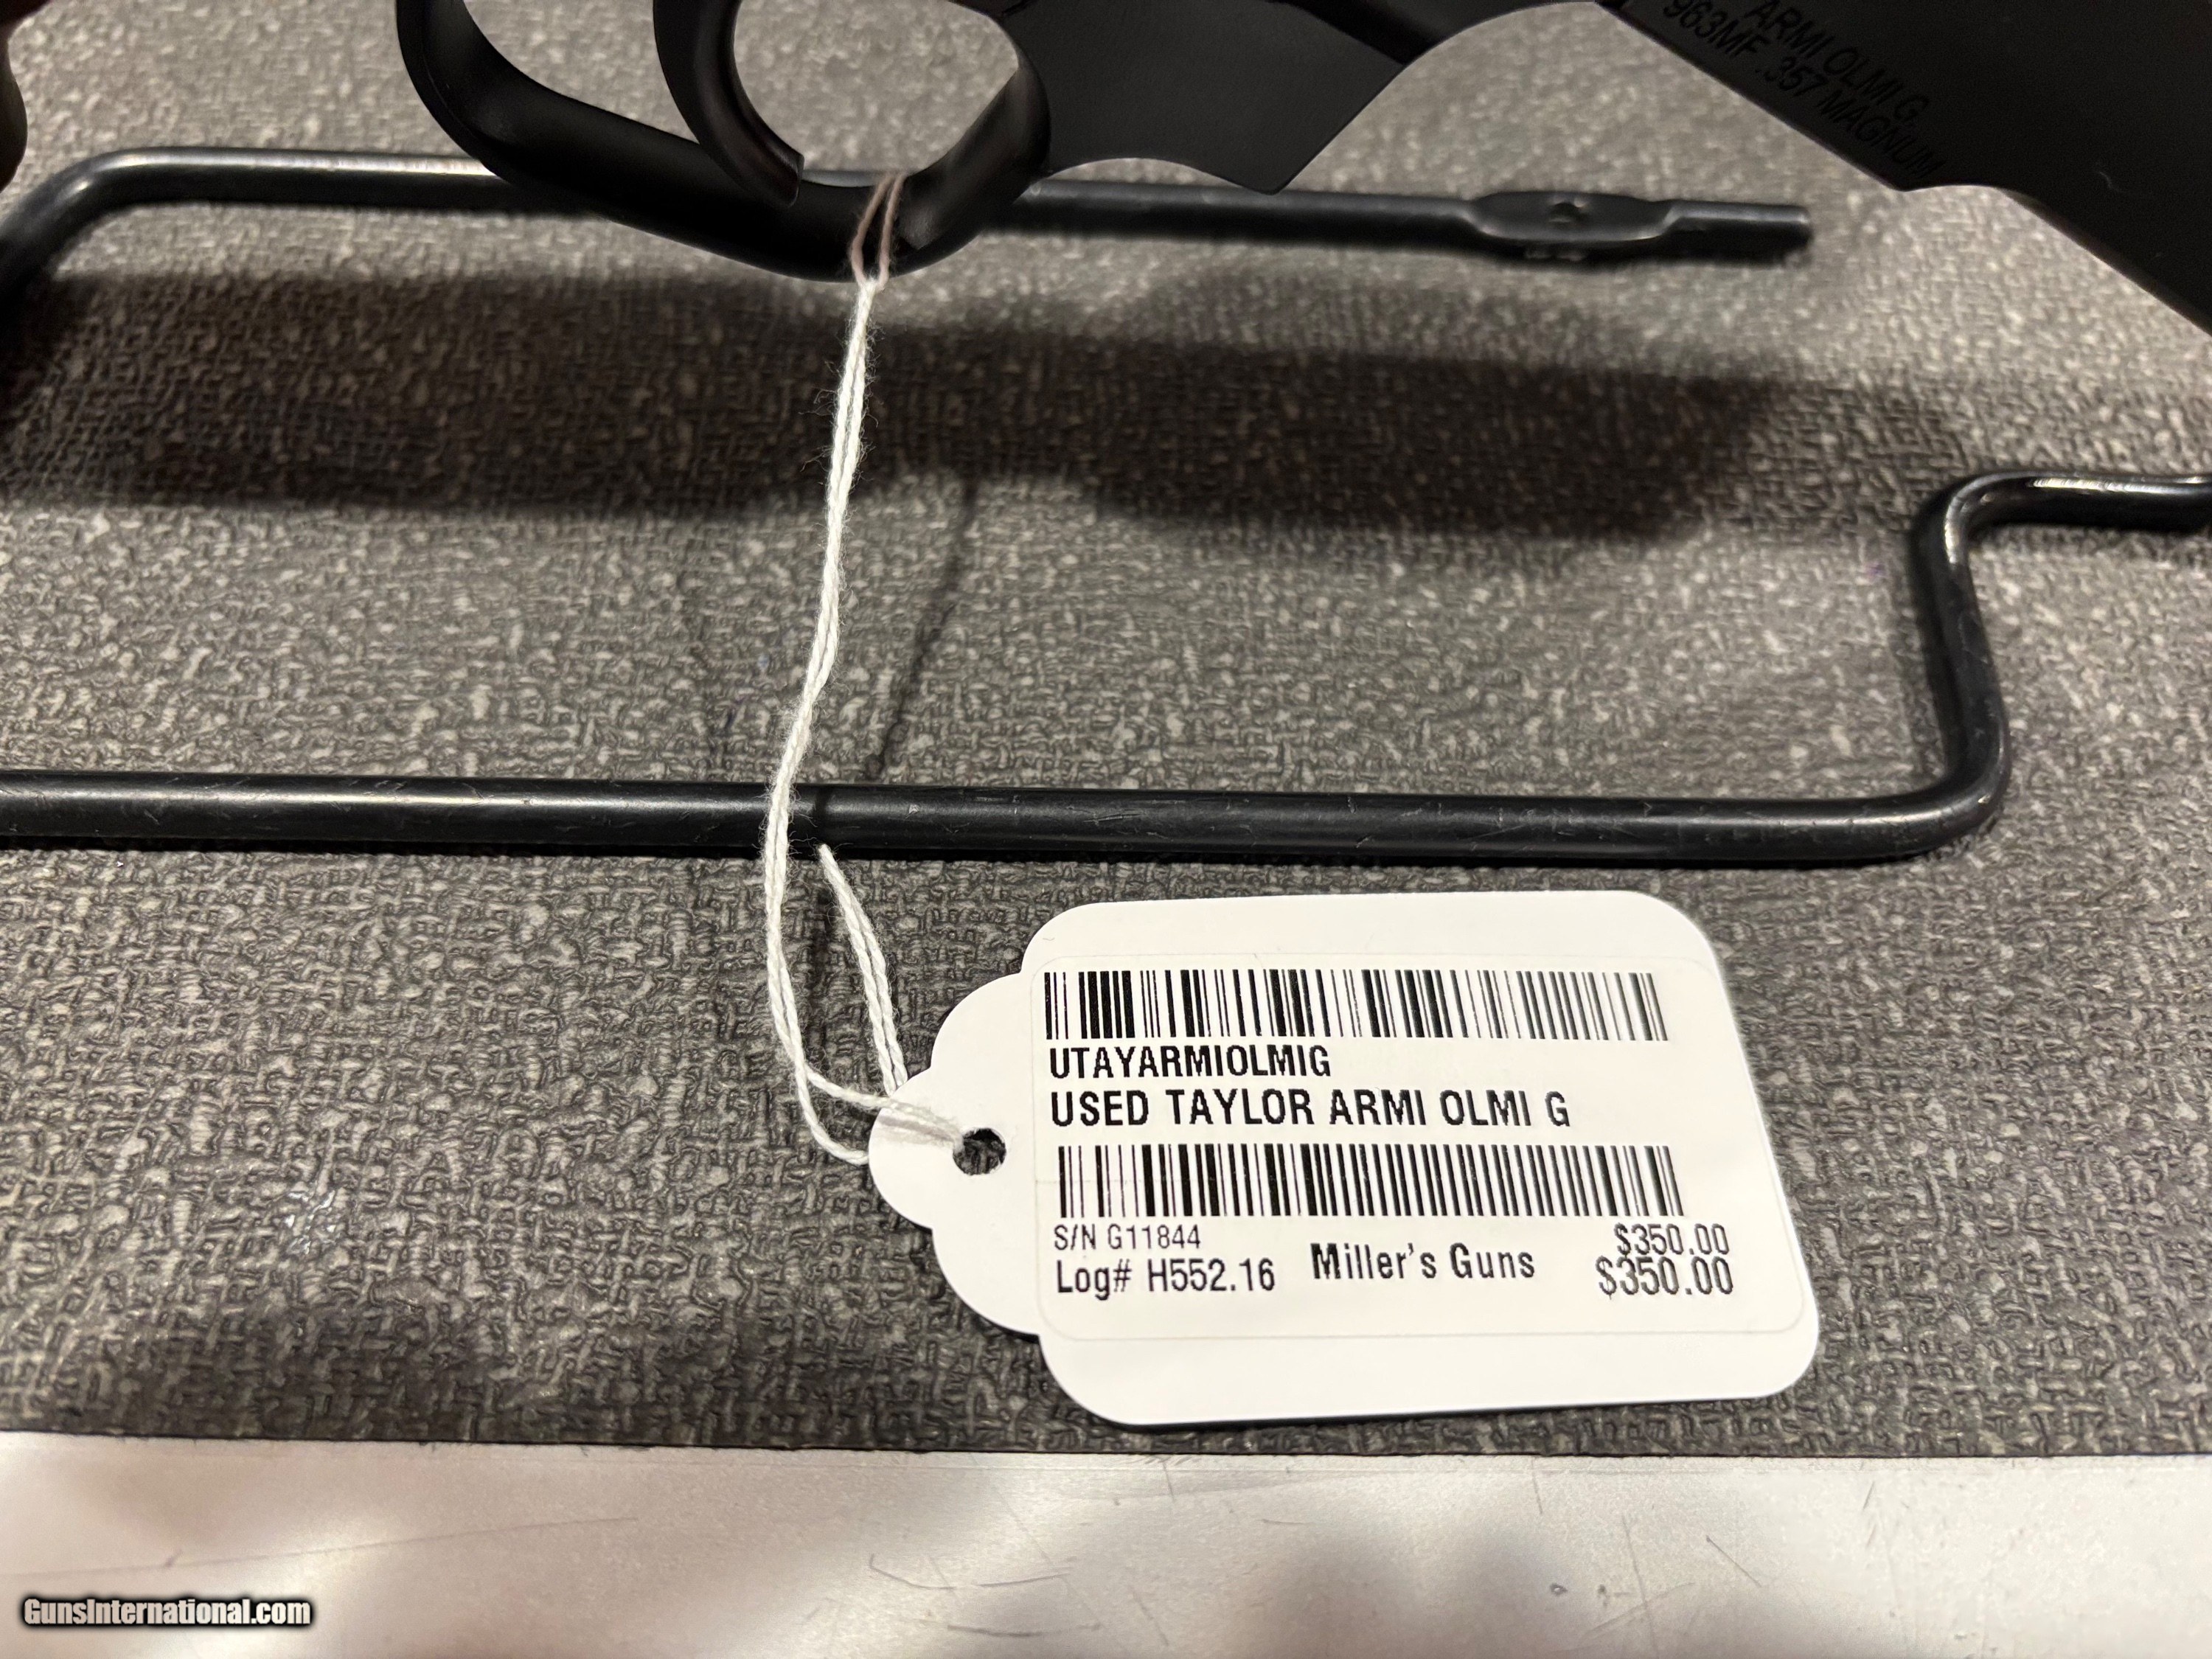 ARMI OLMI G.
963MF .357 MAGNUM
UTAYARMIOLMIG
USED TAYLOR ARMI OLMI G
S/N G11844
$350.00
Log# H552.16
Miller's Guns
$350.00
GunsInternational.com